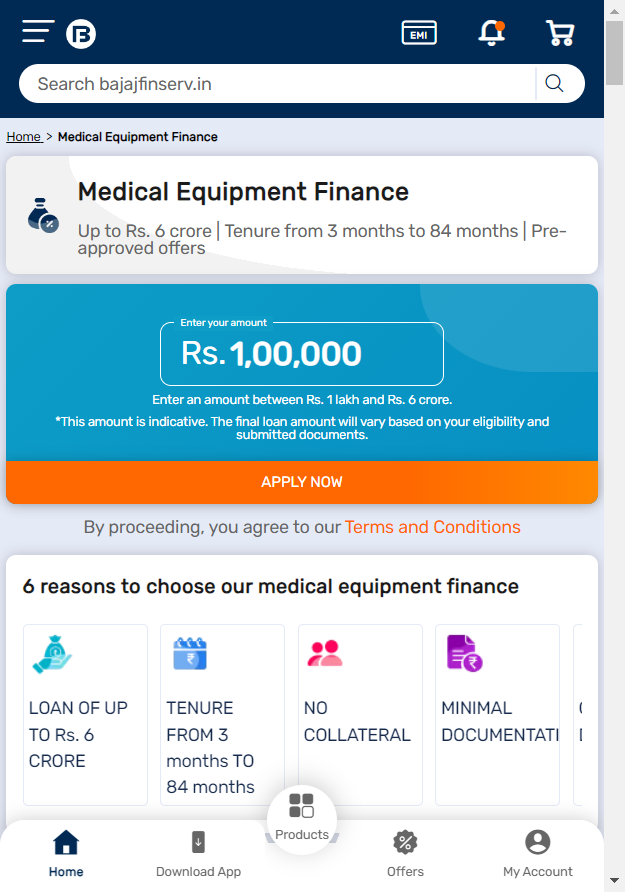 EMI
Search bajajfinserv.in
Home > Medical Equipment Finance
Medical Equipment Finance
Up to Rs. 6 crore | Tenure from 3 months to 84 months | Pre-
approved offers
Enter your amount
Rs. 1,00,000
Enter an amount between Rs. 1 lakh and Rs. 6 crore.
*This amount is indicative. The final loan amount will vary based on your eligibility and
submitted documents.
APPLY NOW
By proceeding, you agree to our Terms and Conditions
6 reasons to choose our medical equipment finance
LOAN OF UP
TO Rs. 6
CRORE
TENURE
FROM 3
months TO
84 months
NO
COLLATERAL
MINIMAL
DOCUMENTATI
Products
Home
Download App
Offers
My Account